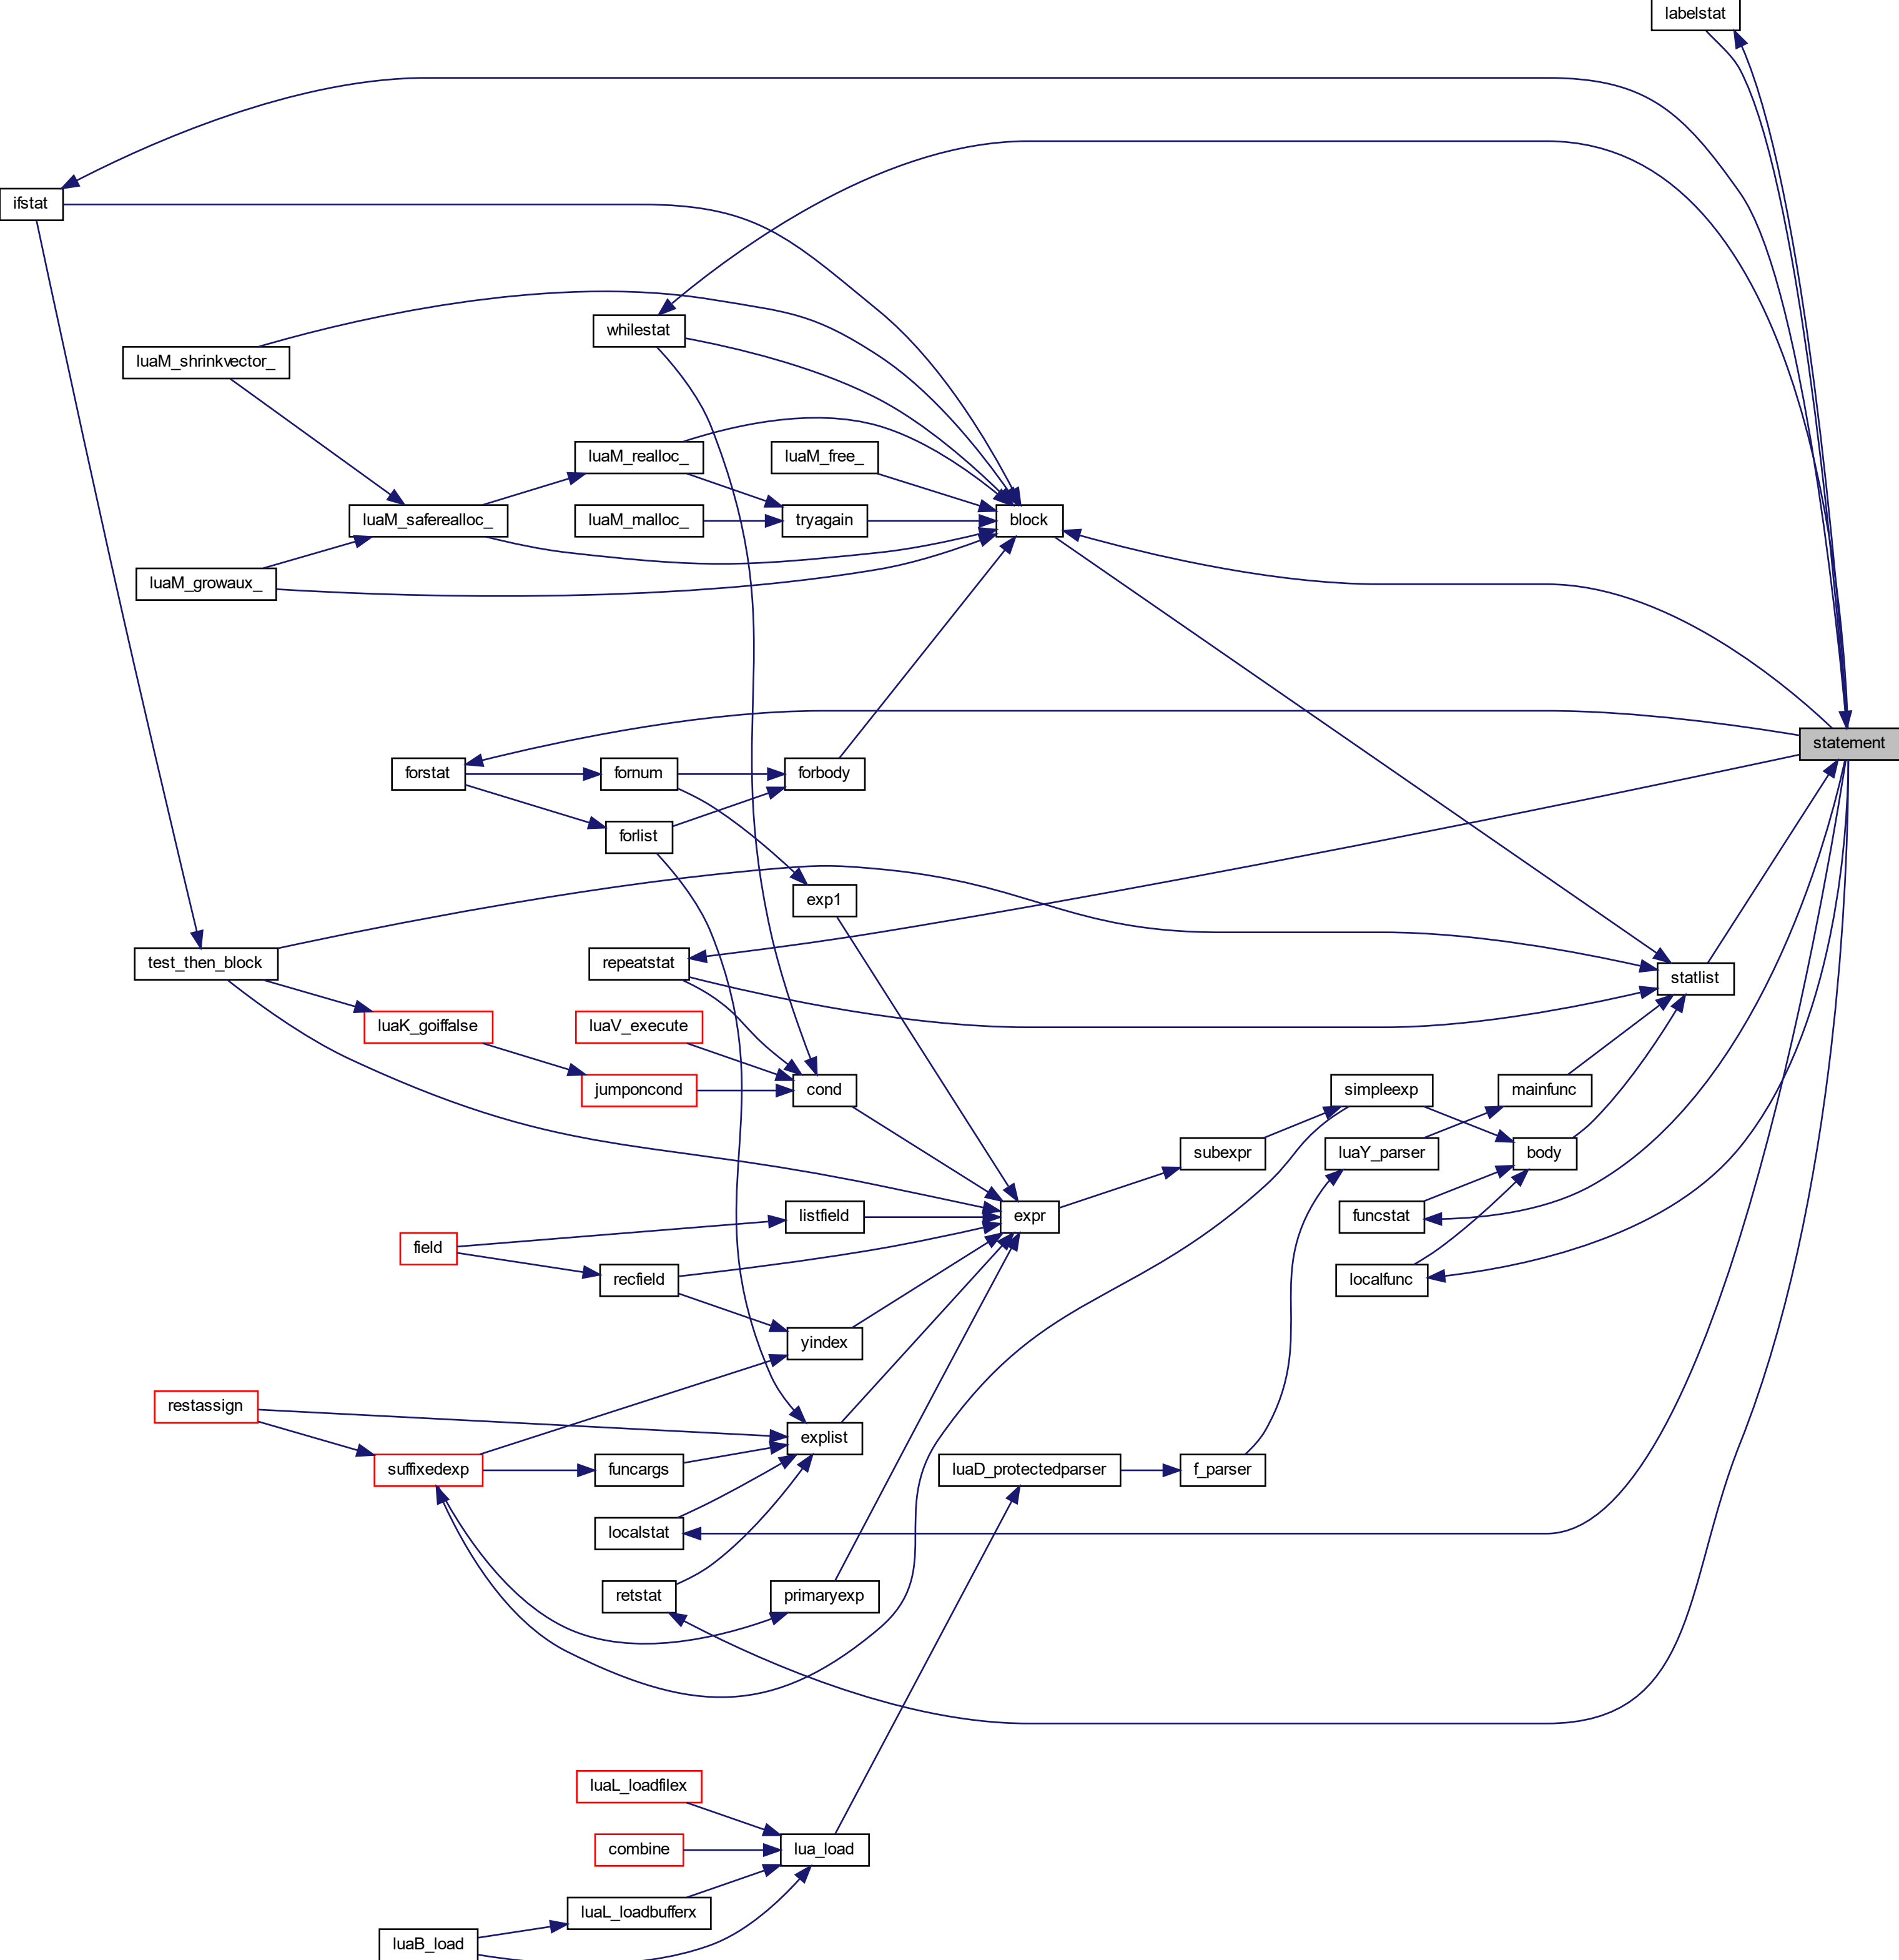 labelstat
ifstat
whilestat
luaM_shrinkvector_
luaM_realloc_
luaM_free_
luaM_saferealloc_
luaM_malloc_
tryagain
block
luaM_growaux_
statement
forstat
fornum
forbody
forlist
exp1
test_then_block
repeatstat
statlist
luaK_goiffalse
luaV_execute
jumponcond
cond
simpleexp
mainfunc
subexpr
luaY_parser
body
listfield
expr
funcstat
field
recfield
localfunc
yindex
restassign
explist
suffixedexp
funcargs
luaD_protectedparser
f_parser
localstat
retstat
primaryexp
luaL_loadfilex
combine
lua_load
luaL_loadbufferx
luaB_load